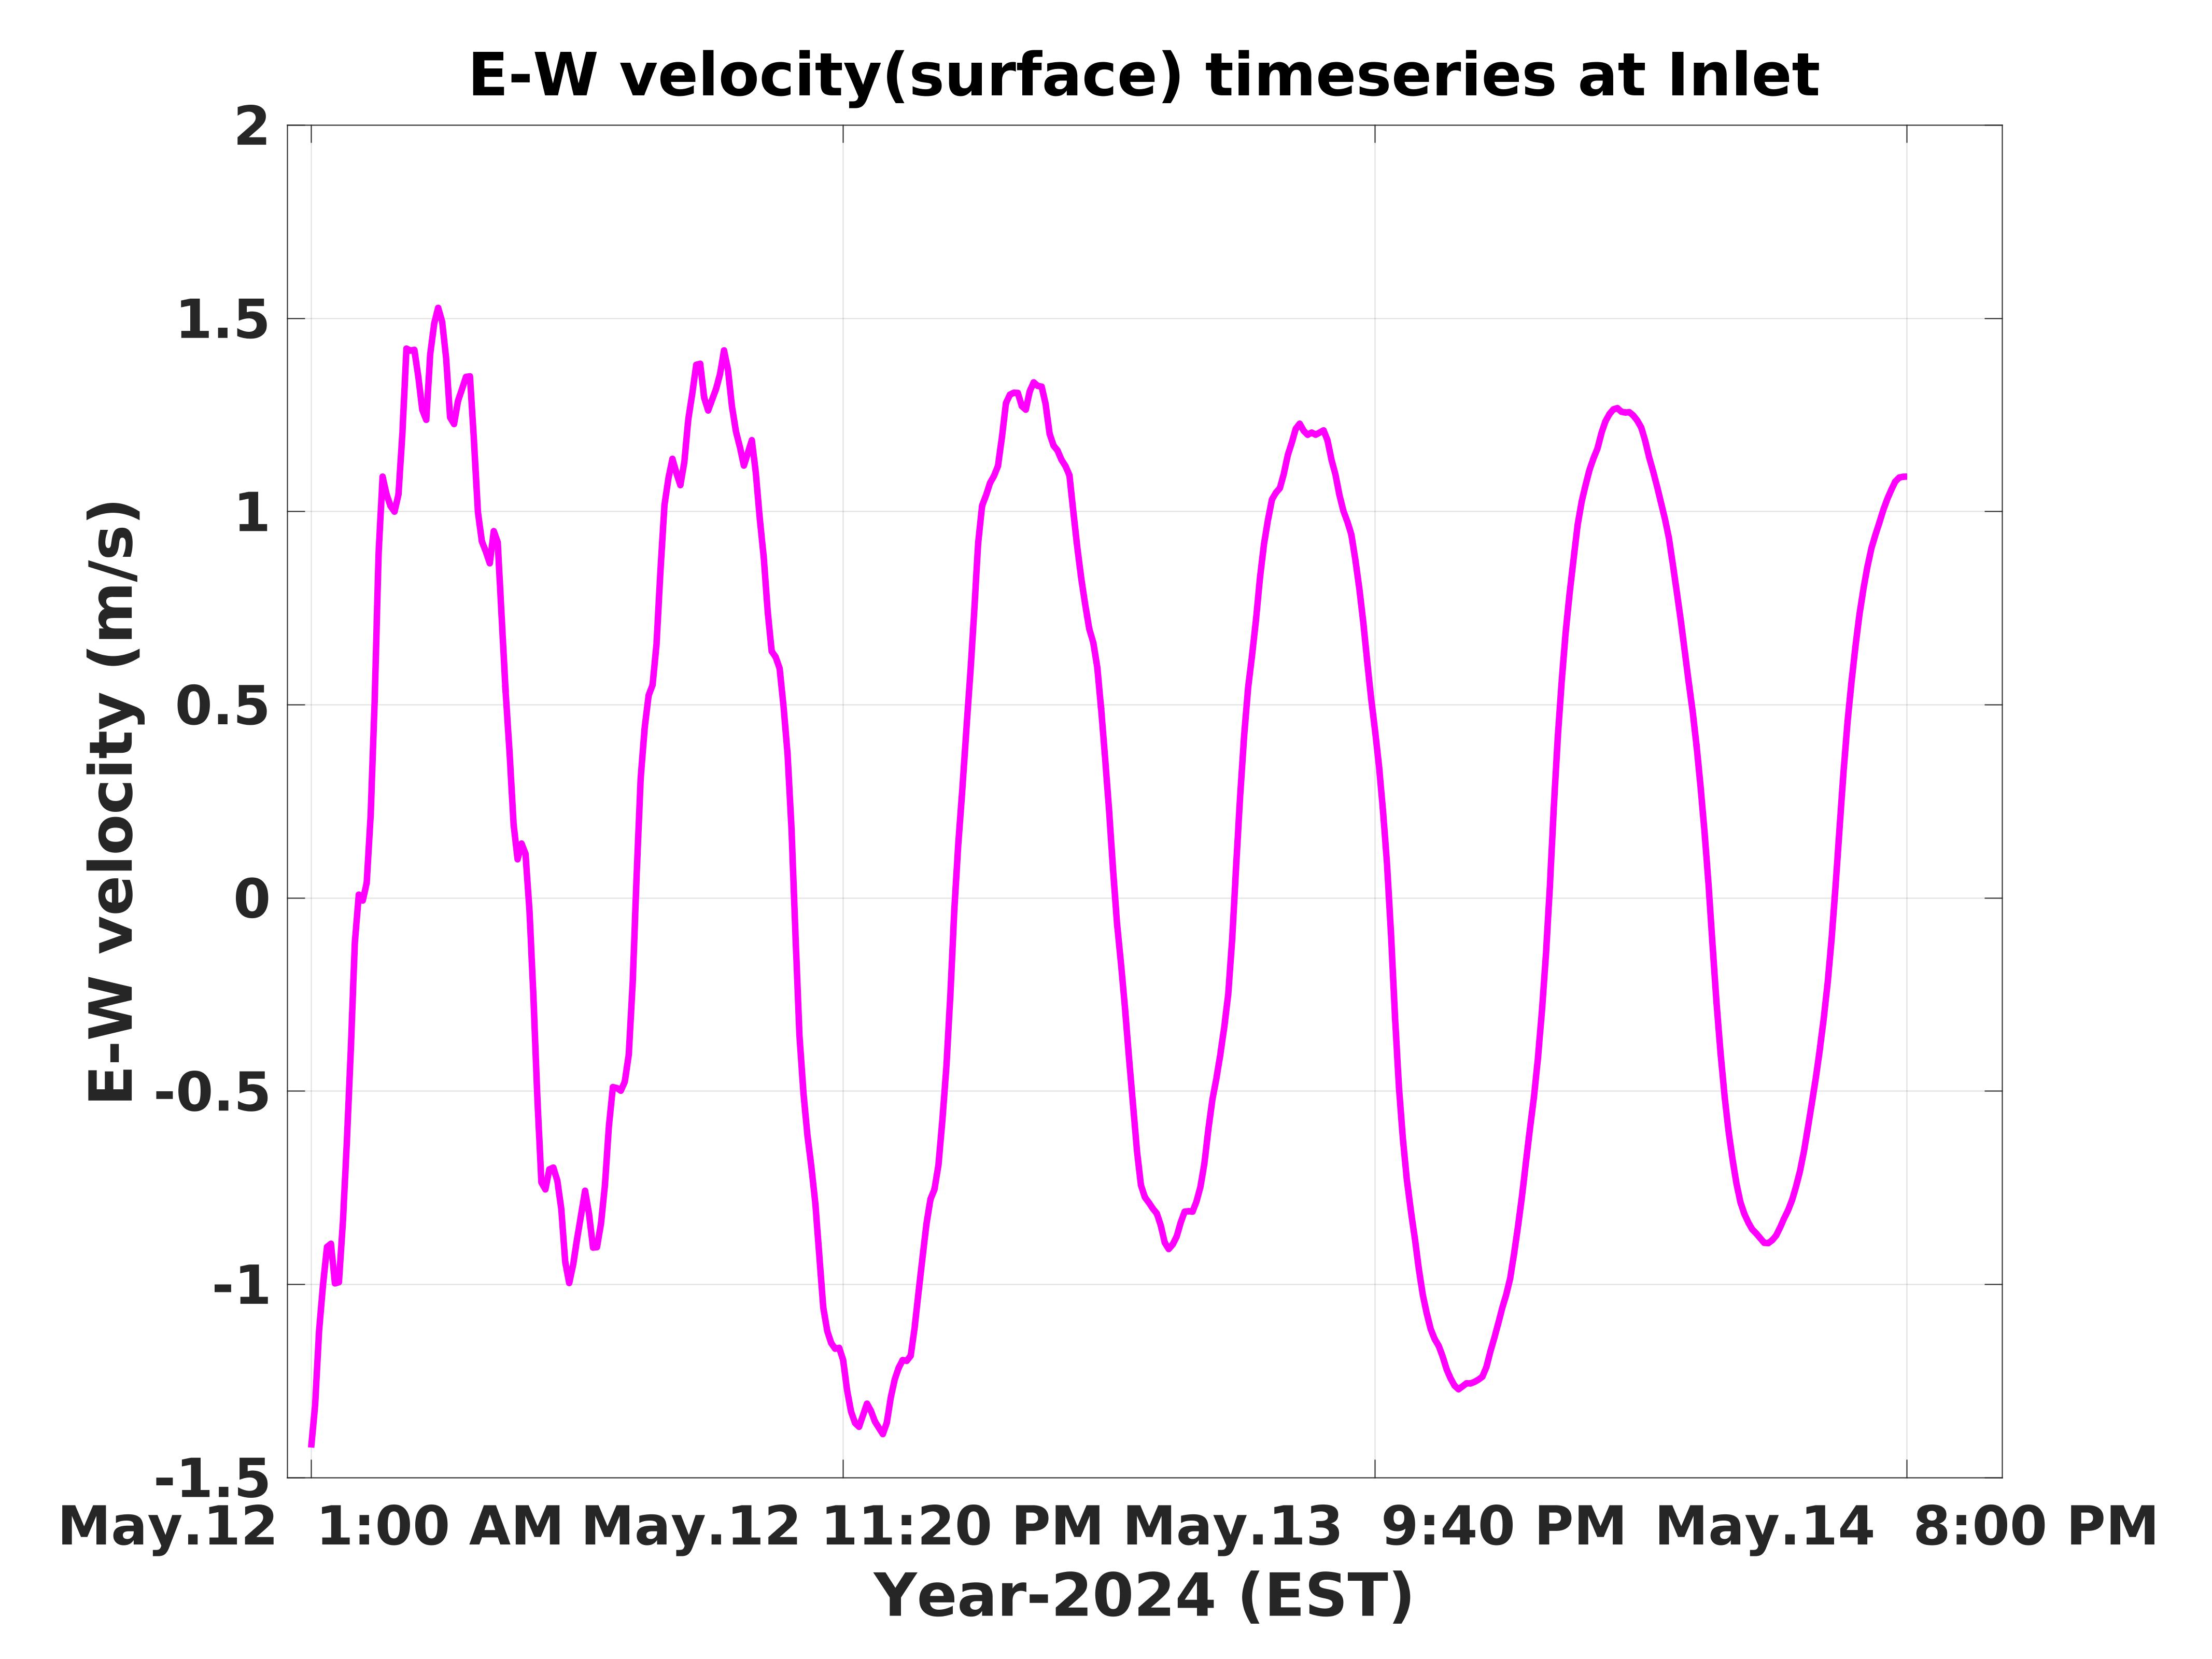 E-W velocity(surface) timeseries at Inlet
2
1.5
1
0.5
0
-0.5
-1
-1.5
E-W velocity (m/s)
May.12 1:00 AM May.12 11:20 PM May.13 9:40 PM May.14 8:00 PM
Year-2024 (EST)